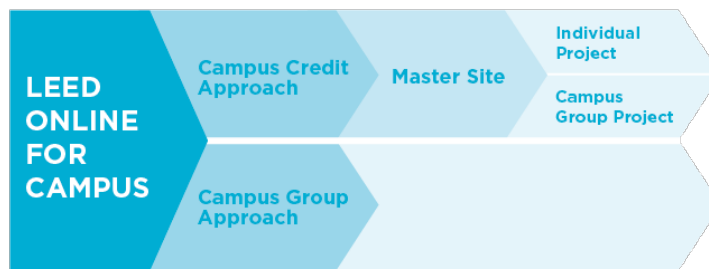 LEED
ONLINE
FOR
CAMPUS
Campus Credit
Approach
Master Site
Individual
Project
Campus
Group Project
Campus Group
Approach